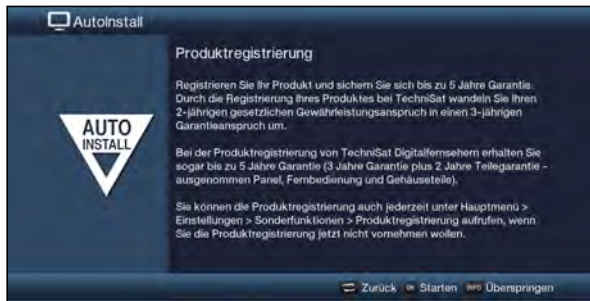 AutoInstall
Produktregistrierung
Registrieren Sie Ihr Produkt und sichern Sie sich bis zu 5 Jahre Garantie.
Durch die Registrierung Ihres Produktes bei TechniSat wandeln Sie Ihren
2-jährigen gesetzlichen Gewährleistungsanspruch in einen 3-jährigen
Garantieanspruch um.
AUTO
INSTALL
Bei der Produktregistrierung von TechniSat Digitalfernsehern erhalten Sie
sogar bis zu 5 Jahre Garantie (3 Jahre Garantie plus 2 Jahre Teilegarantie -
ausgenommen Panel, Fernbedienung und Gehäuseteile).
Sie können die Produktregistrierung auch jederzeit unter Hauptmenü >
Einstellungen > Sonderfunktionen > Produktregistrierung aufrufen, wenn
Sie die Produktregistrierung jetzt nicht vornehmen wollen.
Zurück OK Starten INFO Überspringen